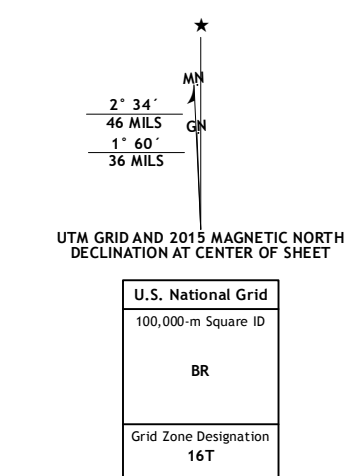 MN
2° 34´
46 MILS
GN
1° 60´
36 MILS
UTM GRID AND 2015 MAGNETIC NORTH
DECLINATION AT CENTER OF SHEET
U.S. National Grid
100,000-m Square ID
BR
Grid Zone Designation
16T